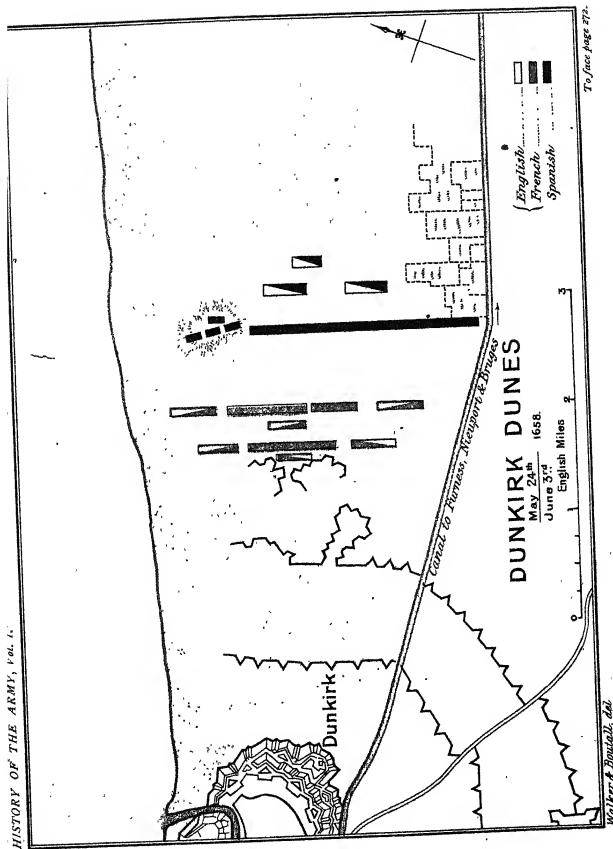 HISTORY OF THE ARMY, Vol. I.
To face page 272.
Dunkirk
Canal to Furness, Nieuport & Bruges
DUNKIRK DUNES
May 24th
June 3rd
1658.
English Miles
0
2
3
English
French
Spanish
Walker & Boutall, del